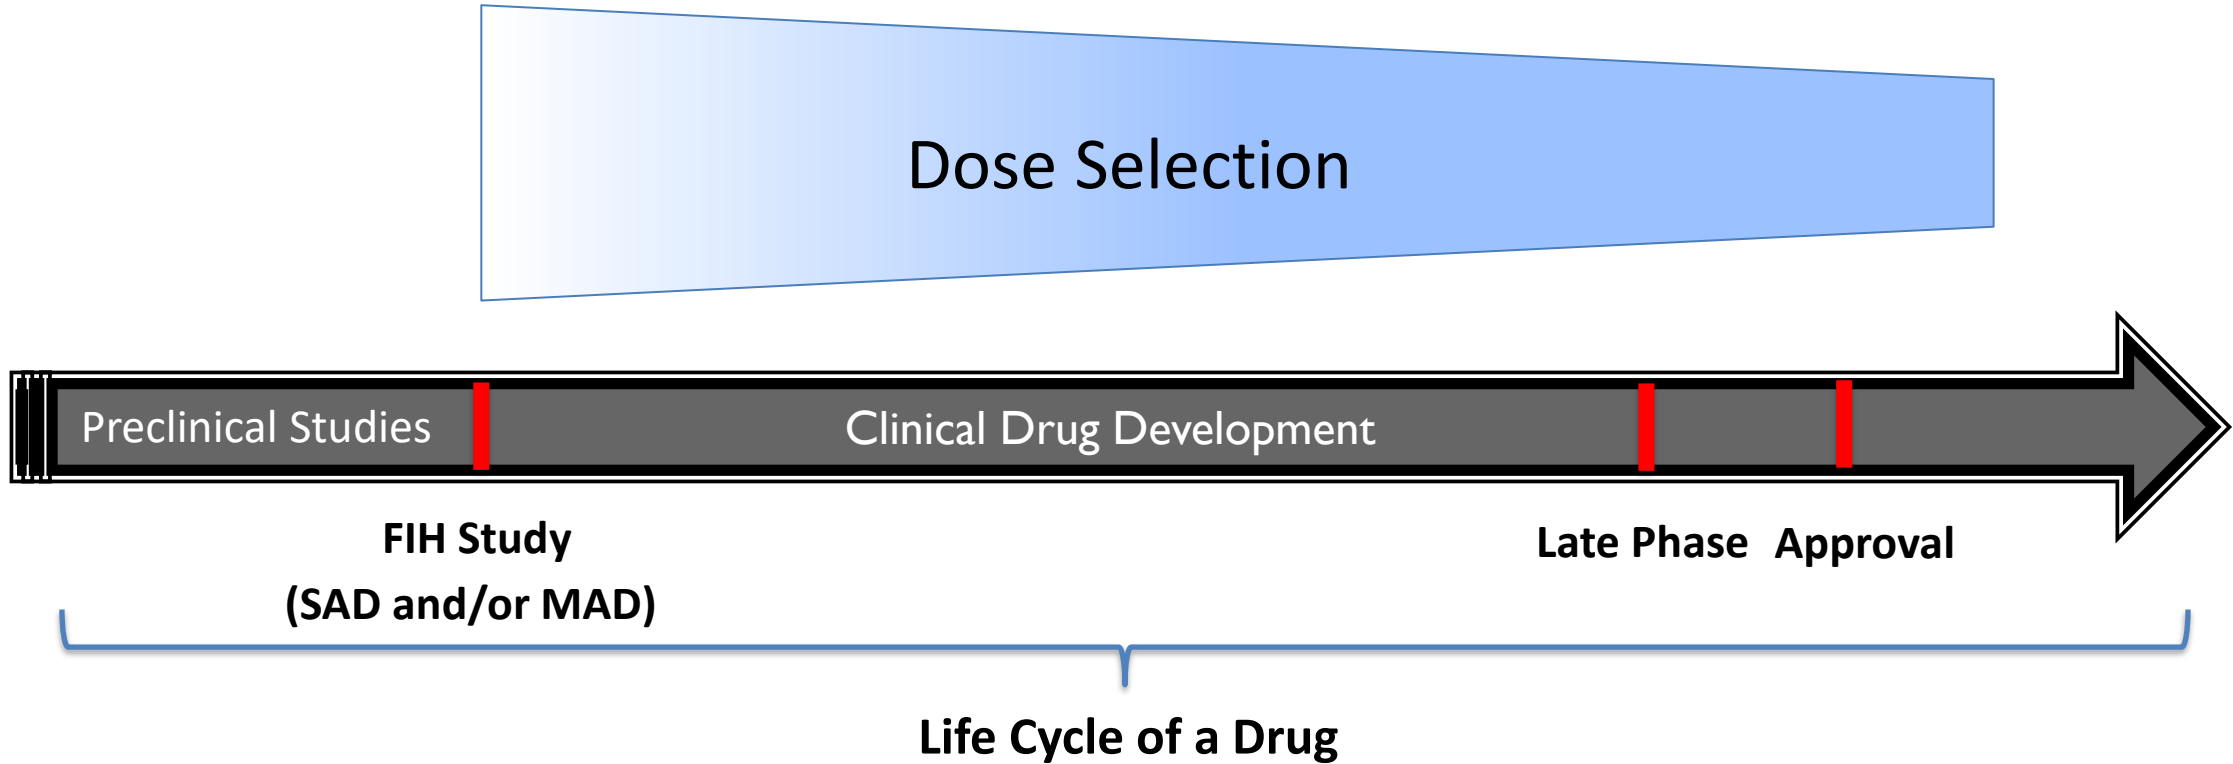 Dose Selection
Preclinical Studies
Clinical Drug Development
FIH Study
(SAD and/or MAD)
Late Phase
Approval
Life Cycle of a Drug